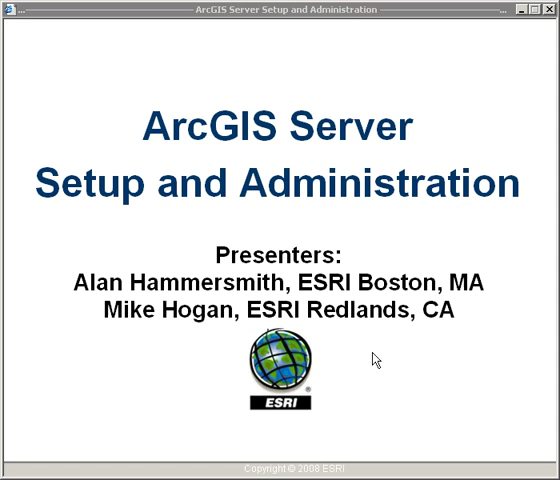 ArcGIS Server Setup and Administration
ArcGIS Server
Setup and Administration
Presenters:
Alan Hammersmith, ESRI Boston, MA
Mike Hogan, ESRI Redlands, CA
ESRI
Copyright © 2008 ESRI